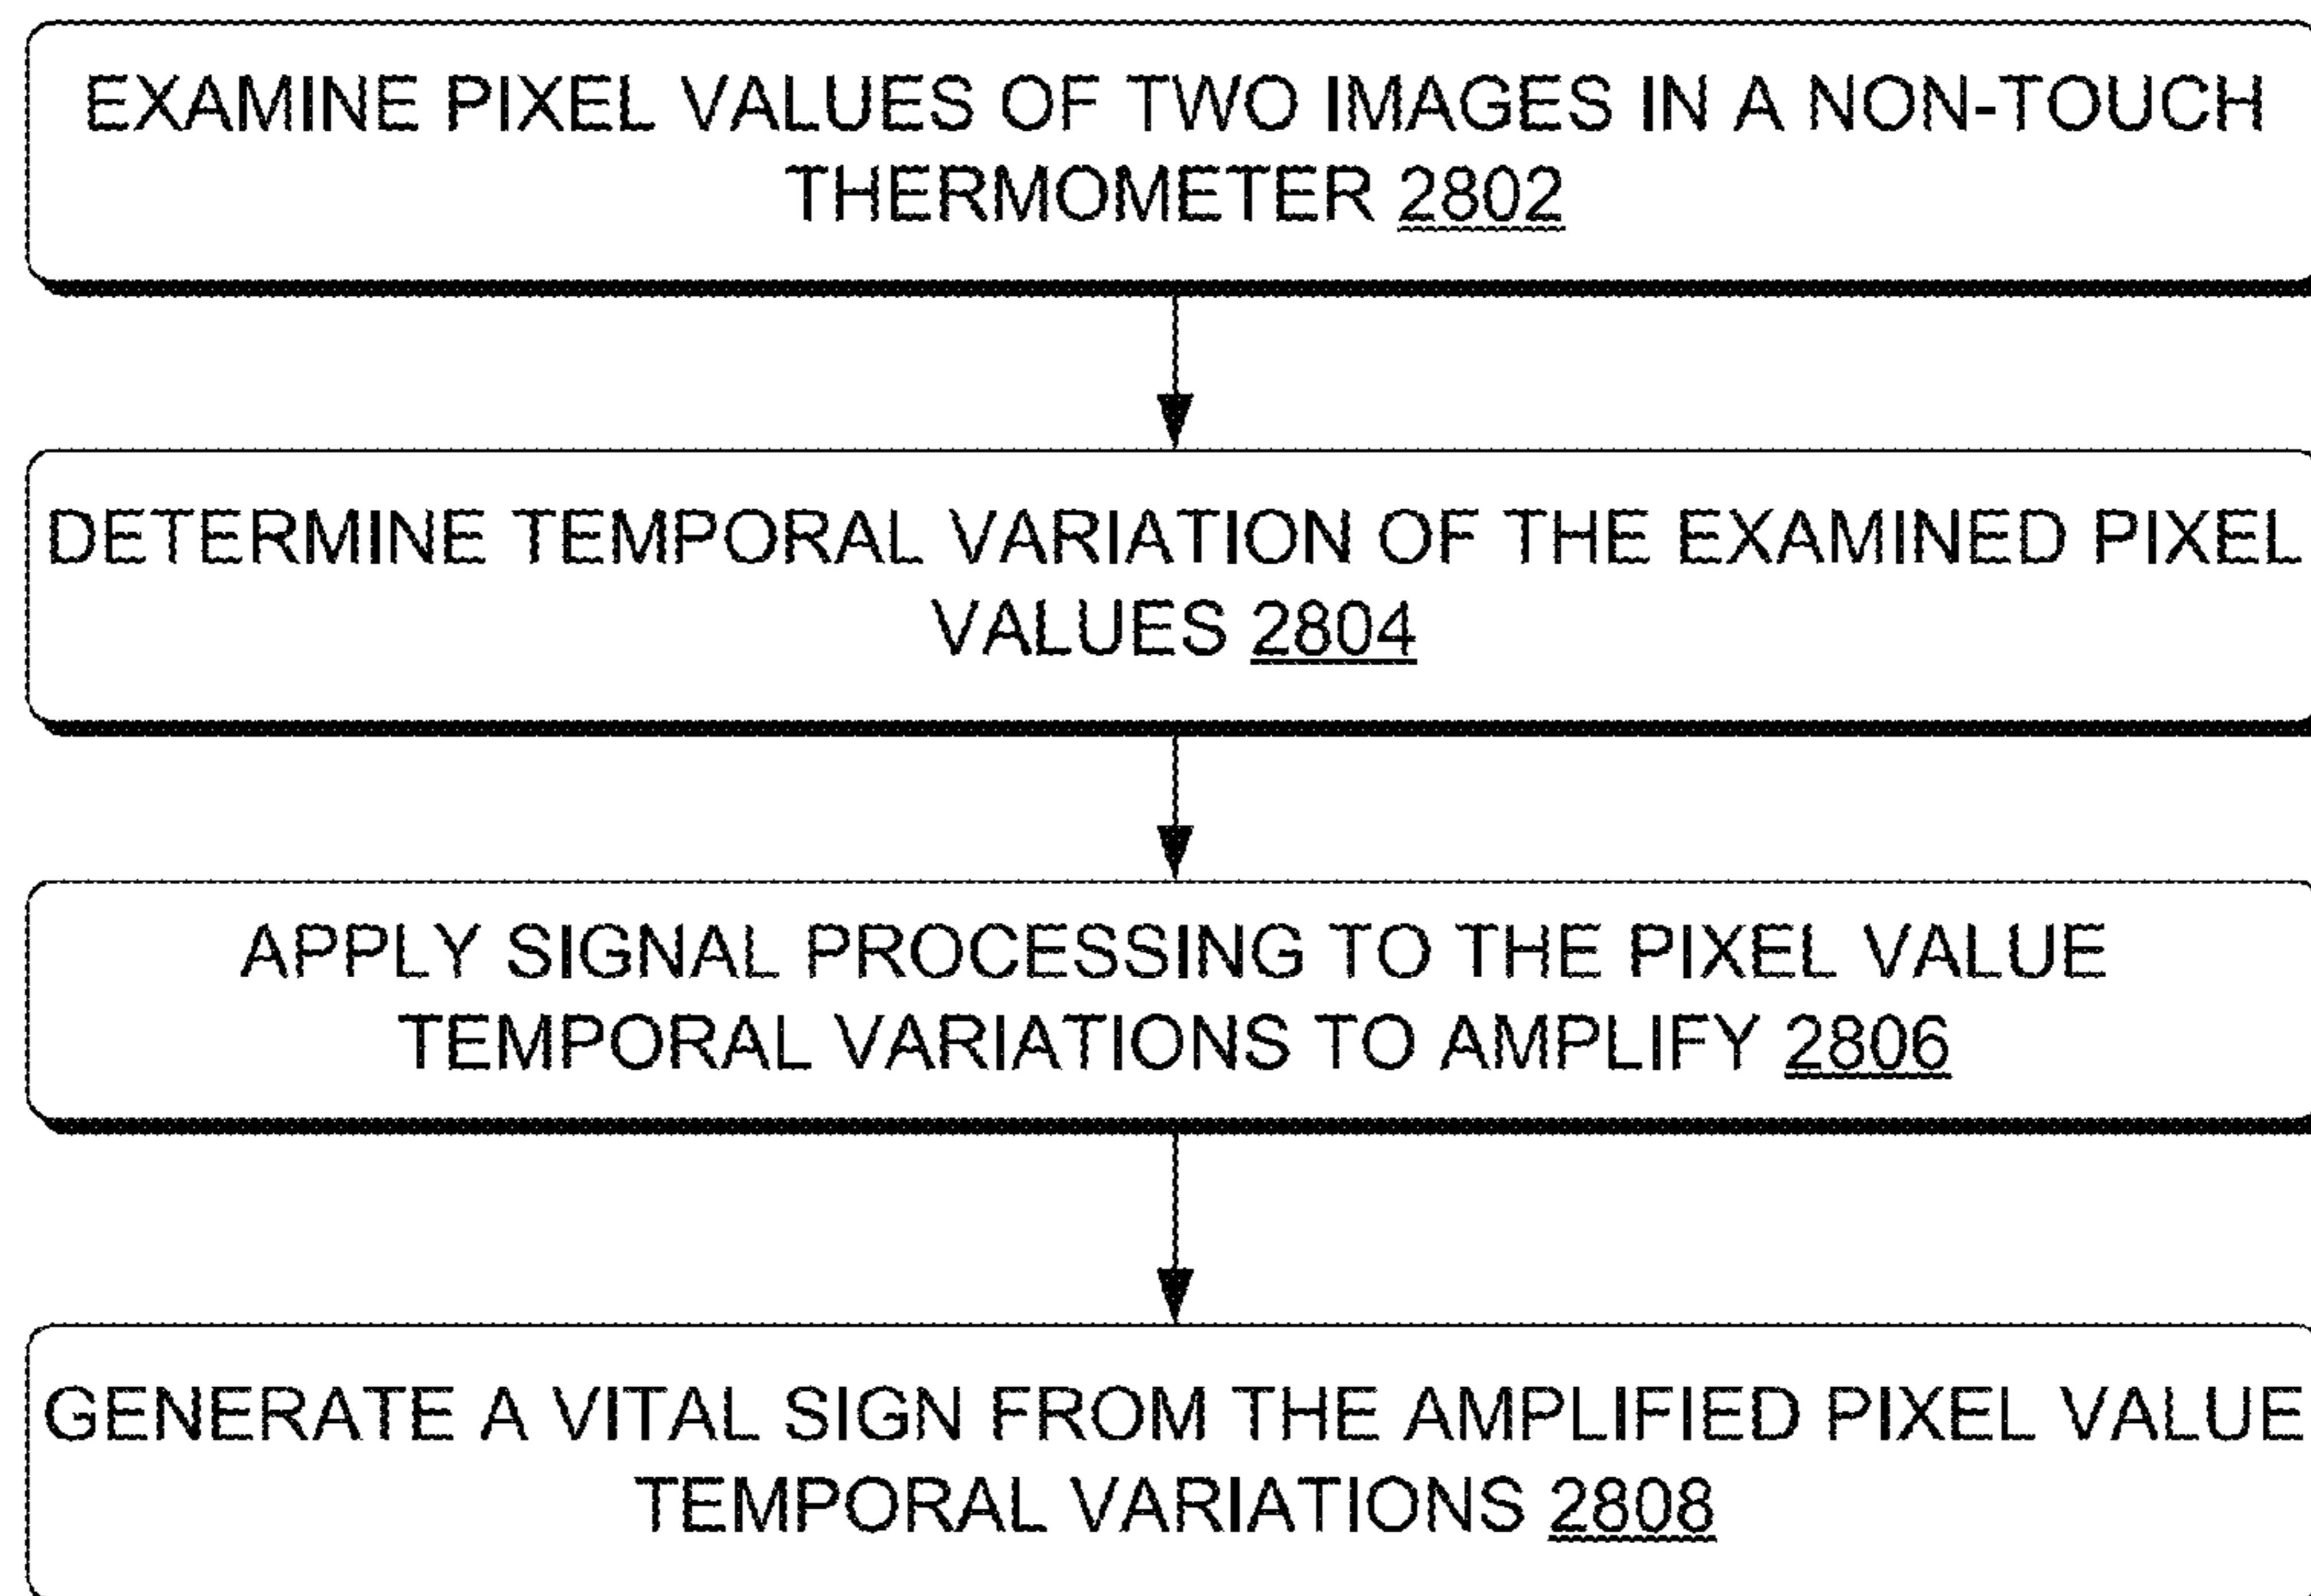 EXAMINE PIXEL VALUES OF TWO IMAGES IN A NON-TOUCH
THERMOMETER 2802
DETERMINE TEMPORAL VARIATION OF THE EXAMINED PIXEL
VALUES 2804
APPLY SIGNAL PROCESSING TO THE PIXEL VALUE
TEMPORAL VARIATIONS TO AMPLIFY 2806
GENERATE A VITAL SIGN FROM THE AMPLIFIED PIXEL VALUE
TEMPORAL VARIATIONS 2808